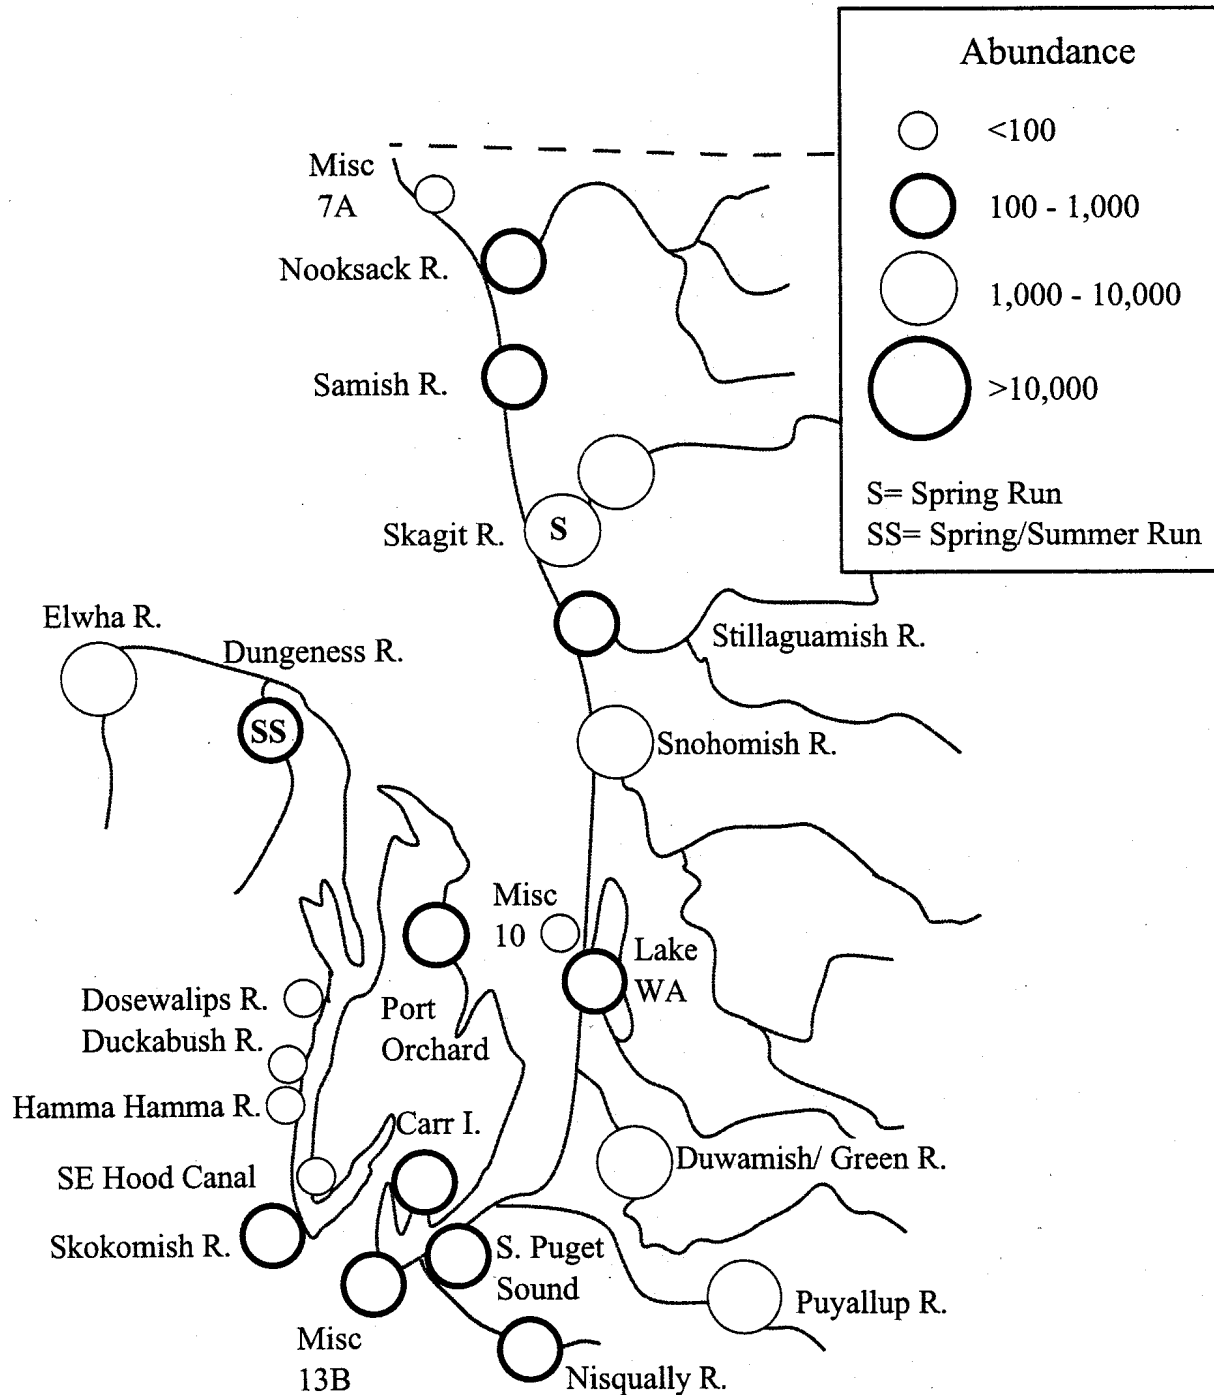 Abundance
<100
100 - 1,000
1,000 - 10,000
>10,000
S= Spring Run
SS= Spring/Summer Run
Misc
7A
Nooksack R.
Samish R.
Skagit R.
S
Elwha R.
Dungeness R.
SS
Stillaguamish R.
Snohomish R.
Misc
10
Lake
WA
Dosewalips R.
Duckabush R.
Port
Orchard
Hamma Hamma R.
Carr I.
SE Hood Canal
Duwamish/ Green R.
Skokomish R.
S. Puget
Sound
Puyallup R.
Misc
13B
Nisqually R.